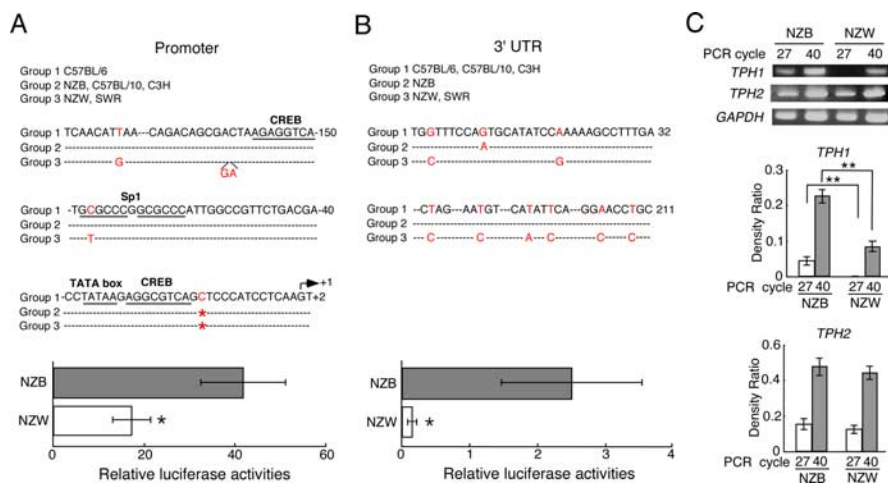 A
Promoter
Group 1 C57BL/6
Group 2 NZB, C57BL/10, C3H
Group 3 NZW, SWR
CREB
Group 1 TCAACATTAA---CAGACAGCGACTAAGAGGTCA-150
Group 2
Group 3 G GA
Sp1
Group 1 -TGCGCCCGGCGCCCATTGGCCGTTCTGACGA-40
Group 2
Group 3 T
TATA box CREB +1
Group 1 -CCTATAAGAGGCGTCAGCTCCCATCCTCAAGT+2
Group 2 *
Group 3 *
NZB
NZW *
0 20 40 60
Relative luciferase activities
B
3' UTR
Group 1 C57BL/6, C57BL/10, C3H
Group 2 NZB
Group 3 NZW, SWR
Group 1 TGGTTTCCAGTGCATATCCAAAAAGCCTTTGA 32
Group 2 A
Group 3 C G
Group 1 --CTAG---AATGT---CATATTCA---GGAACCTGC 211
Group 2
Group 3 C C A C C C
NZB
NZW *
0 1 2 3 4
Relative luciferase activities
C
NZB NZW
PCR cycle 27 40 27 40
TPH1
TPH2
GAPDH
TPH1
Density Ratio
0.3
0.2
0.1
0
**
**
PCR cycle 27 40 27 40
NZB NZW
TPH2
Density Ratio
0.6
0.4
0.2
0
PCR cycle 27 40 27 40
NZB NZW